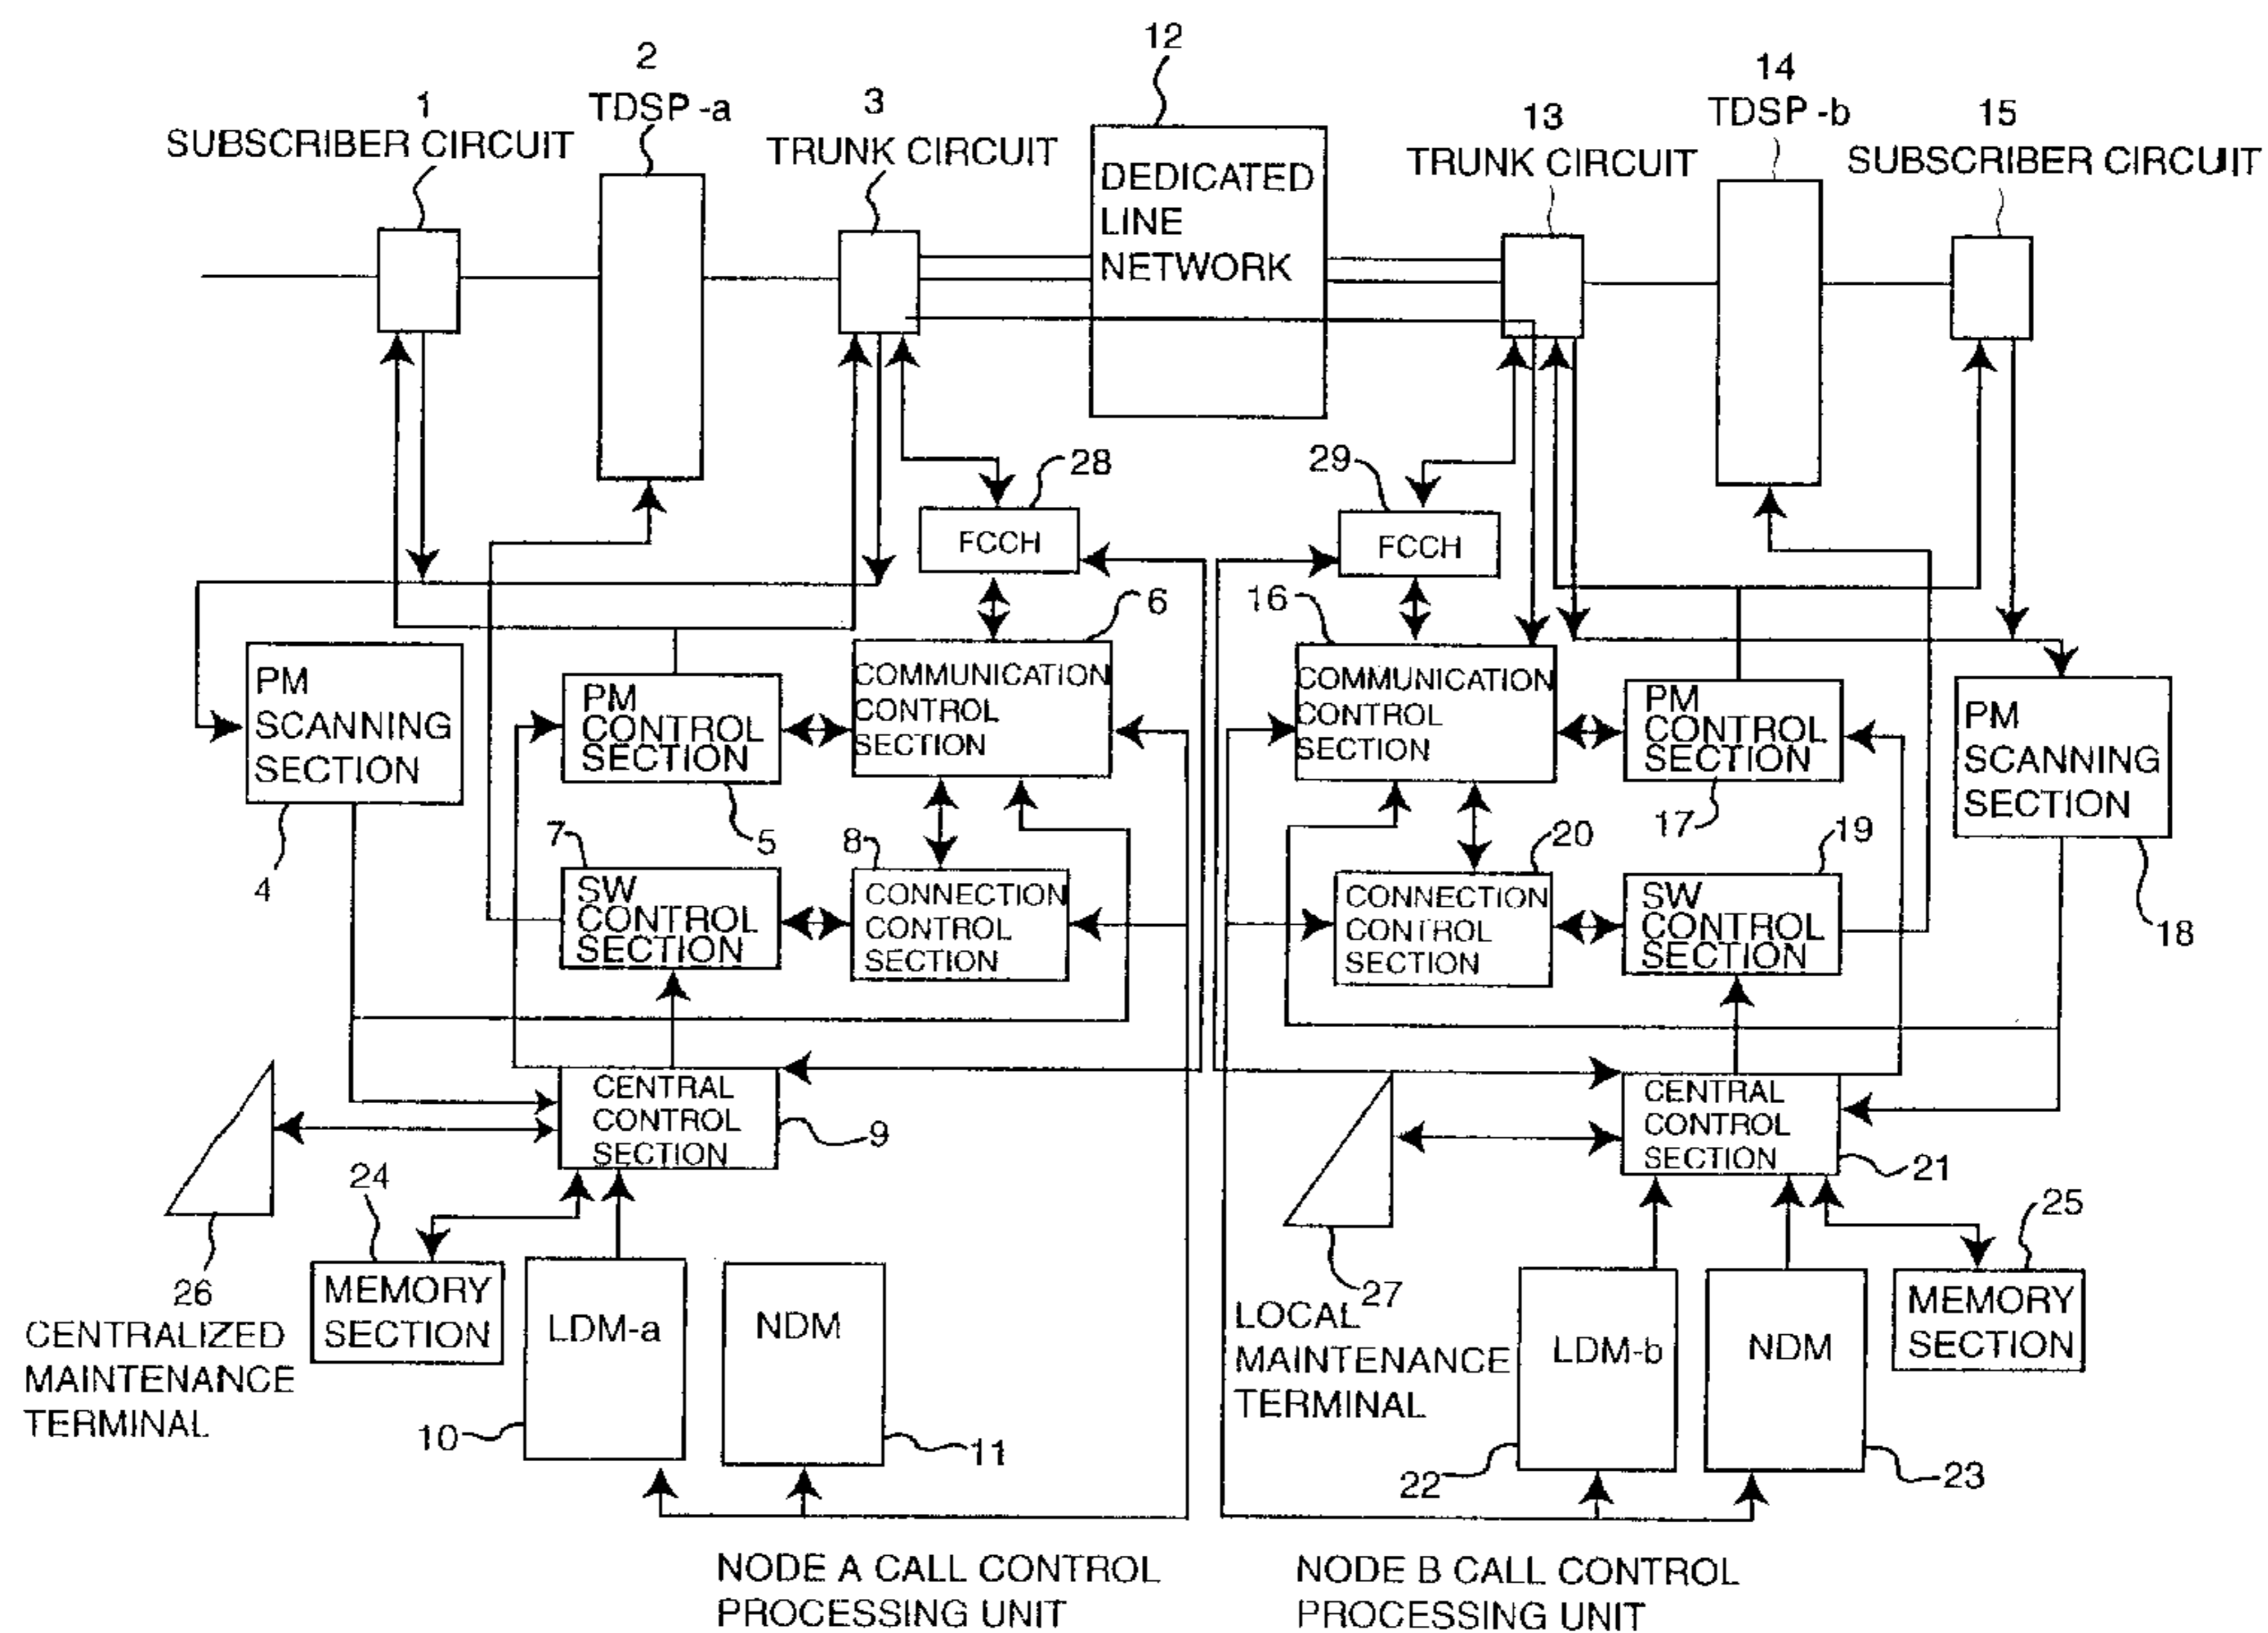 12
2
TDSP-a
14
TDSP-b
1
SUBSCRIBER CIRCUIT
3
TRUNK CIRCUIT
13
TRUNK CIRCUIT
15
SUBSCRIBER CIRCUIT
DEDICATED
LINE
NETWORK
28
FCCH
29
FCCH
6
16
PM
SCANNING
SECTION
4
PM
CONTROL
SECTION
5
COMMUNICATION
CONTROL
SECTION
COMMUNICATION
CONTROL
SECTION
PM
CONTROL
SECTION
17
PM
SCANNING
SECTION
18
7
SW
CONTROL
SECTION
8
CONNECTION
CONTROL
SECTION
20
CONNECTION
CONTROL
SECTION
19
SW
CONTROL
SECTION
CENTRAL
CONTROL
SECTION
9
CENTRAL
CONTROL
SECTION
21
26
CENTRALIZED
MAINTENANCE
TERMINAL
24
MEMORY
SECTION
LDM-a
10
NDM
11
27
LOCAL
MAINTENANCE
TERMINAL
LDM-b
22
NDM
23
25
MEMORY
SECTION
NODE A CALL CONTROL
PROCESSING UNIT
NODE B CALL CONTROL
PROCESSING UNIT